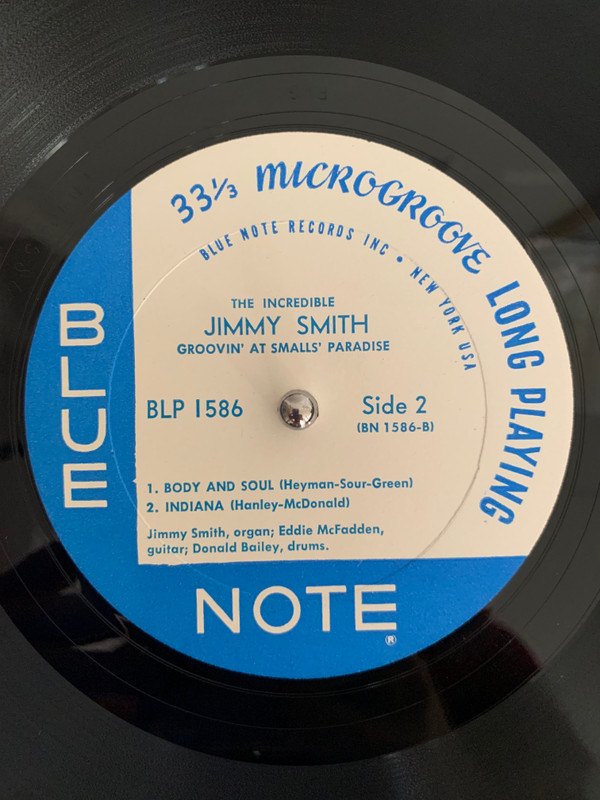 33⅓ MICROGROOVE LONG PLAYING
BLUE NOTE RECORDS INC • NEW YORK USA
THE INCREDIBLE
JIMMY SMITH
GROOVIN' AT SMALLS' PARADISE
BLP 1586
Side 2
(BN 1586-B)
1. BODY AND SOUL (Heyman-Sour-Green)
2. INDIANA (Hanley-McDonald)
Jimmy Smith, organ; Eddie McFadden,
guitar; Donald Bailey, drums.
BLUE
NOTE
®